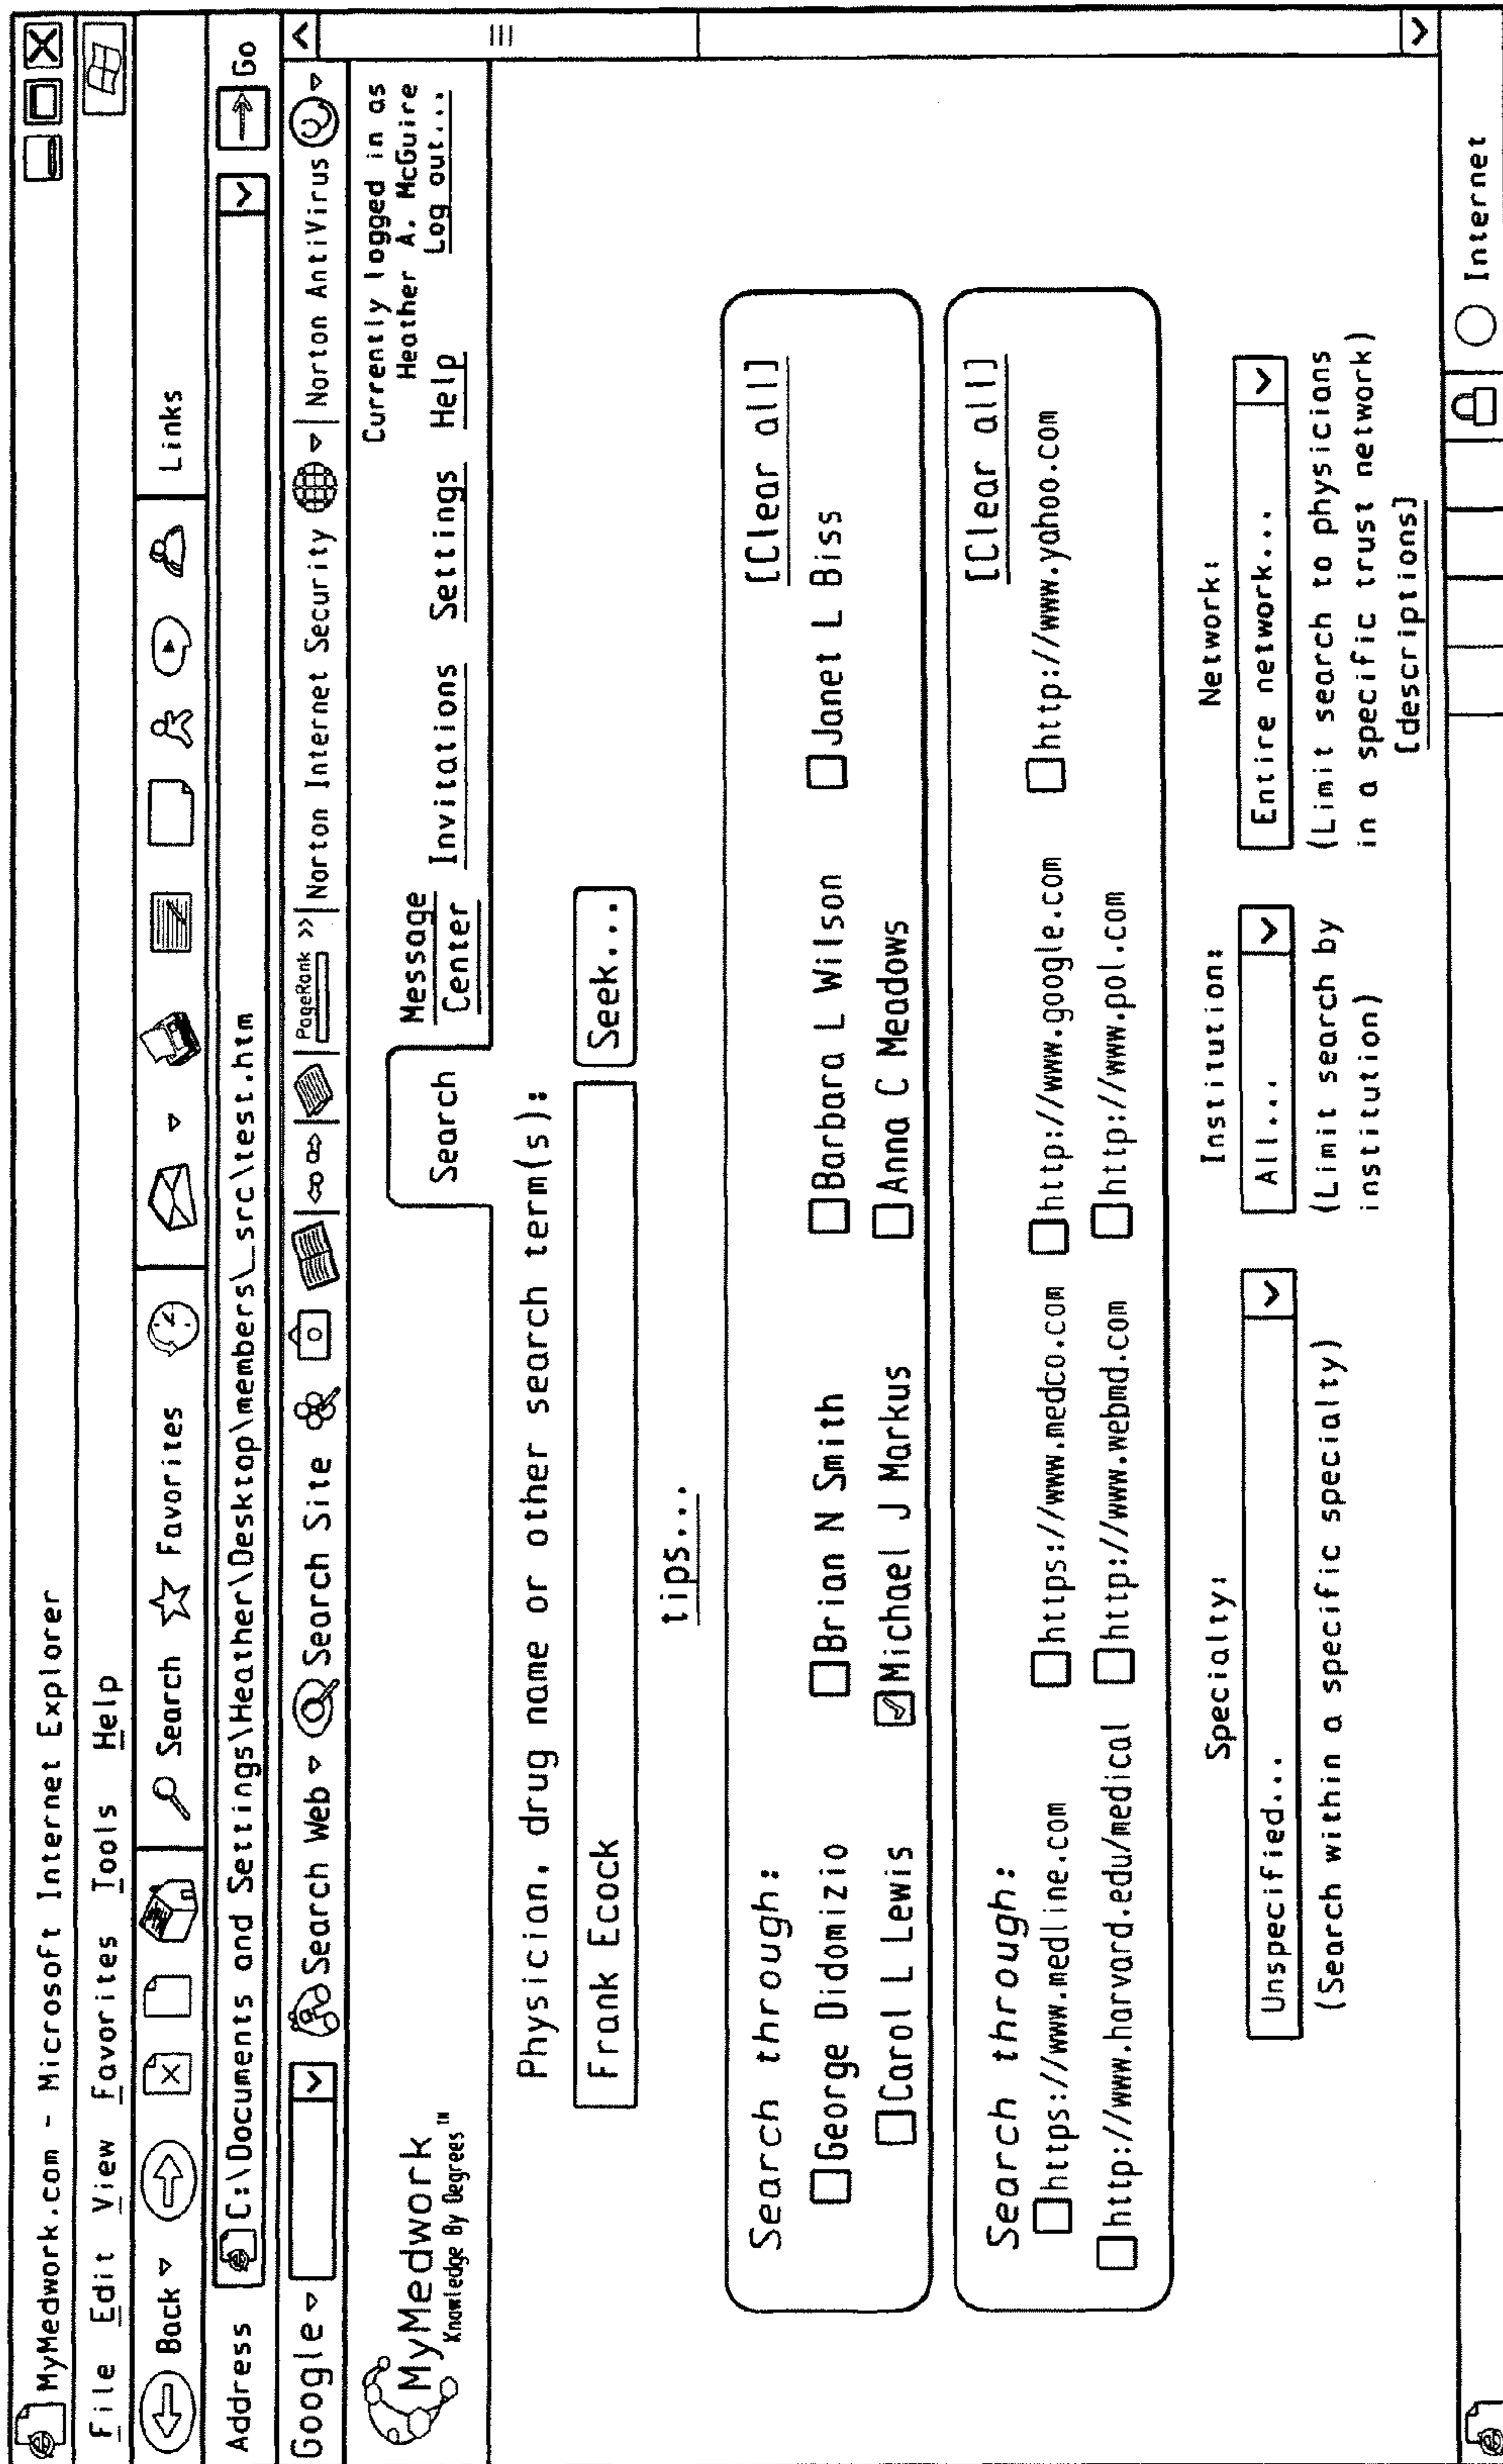 MyMedwork.com - Microsoft Internet Explorer
File Edit View Favorites Tools Help
Back Search Favorites Links
Address C:\Documents and Settings\Heather\Desktop\members\_src\test.htm Go
Google Search Web Search Site PageRank >> Norton Internet Security Norton AntiVirus
MyMedwork
Knowledge By Degrees™
Search
Message
Center
Invitations Settings Help
Currently logged in as
Heather A. McGuire
Log out...
Physician, drug name or other search term(s):
Frank Ecock Seek...
tips...
Search through: [Clear all]
George Didomizio Brian N Smith Barbara L Wilson Janet L Biss
Carol L Lewis Michael J Markus Anna C Meadows
Search through: [Clear all]
https://www.medline.com https://www.medco.com http://www.google.com http://www.yahoo.com
http://www.harvard.edu/medical http://www.webmd.com http://www.pol.com
Specialty: Institution: Network:
Unspecified... All... Entire network...
(Search within a specific specialty)
(Limit search by
institution)
(Limit search to physicians
in a specific trust network)
[descriptions]
Internet